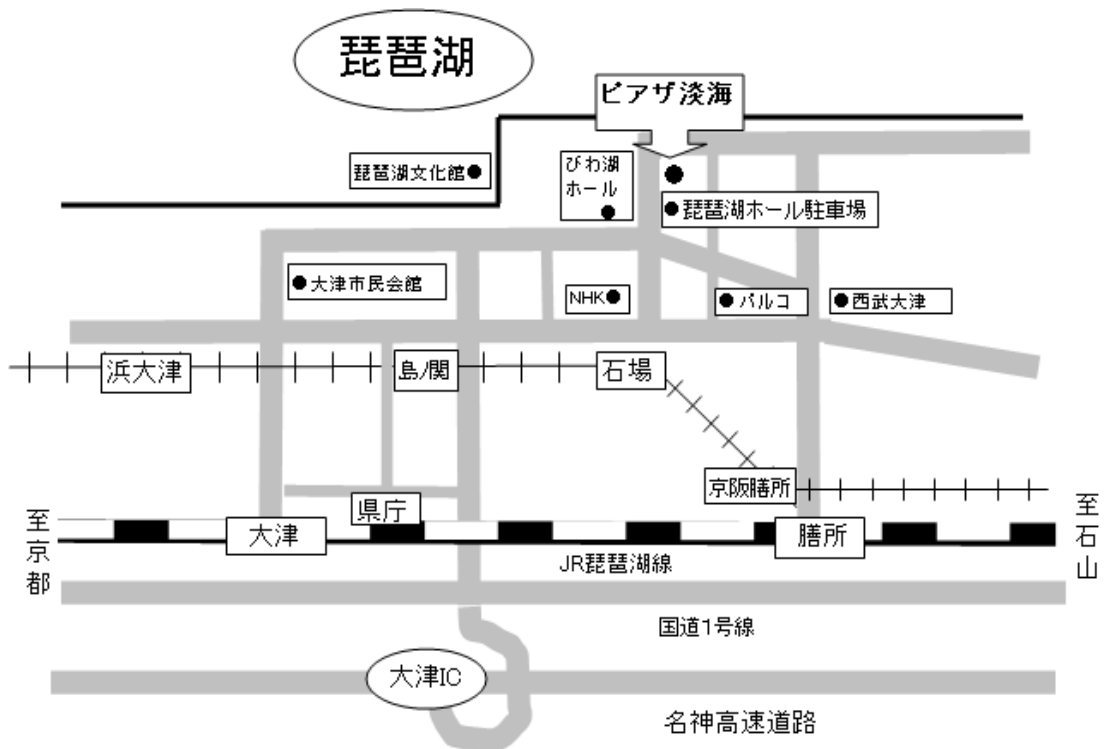 琵琶湖
ピアザ淡海
琵琶湖文化館
びわ湖
ホール
琵琶湖ホール駐車場
大津市民会館
NHK
パルコ
西武大津
浜大津
島ノ関
石場
京阪膳所
県庁
至京都
大津
膳所
至石山
JR琵琶湖線
国道1号線
大津IC
名神高速道路